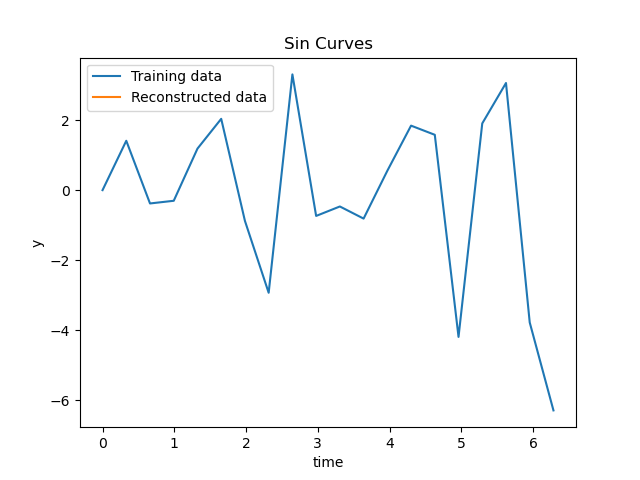 Sin Curves
Training data
Reconstructed data
2
0
−2
−4
−6
y
0 1 2 3 4 5 6
time